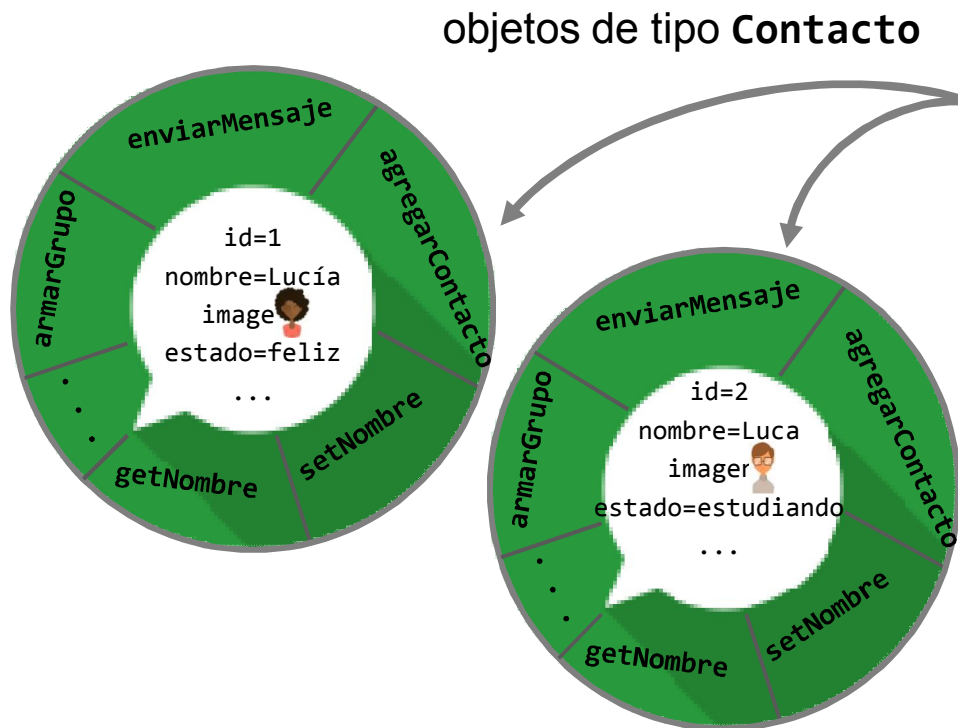 objetos de tipo Contacto
enviarMensaje
agregarContacto
armarGrupo
id=1
nombre=Lucía
image
estado=feliz
...
setNombre
getNombre
...
enviarMensaje
agregarContacto
armarGrupo
id=2
nombre=Luca
imagen
estado=estudiando
...
setNombre
getNombre
...